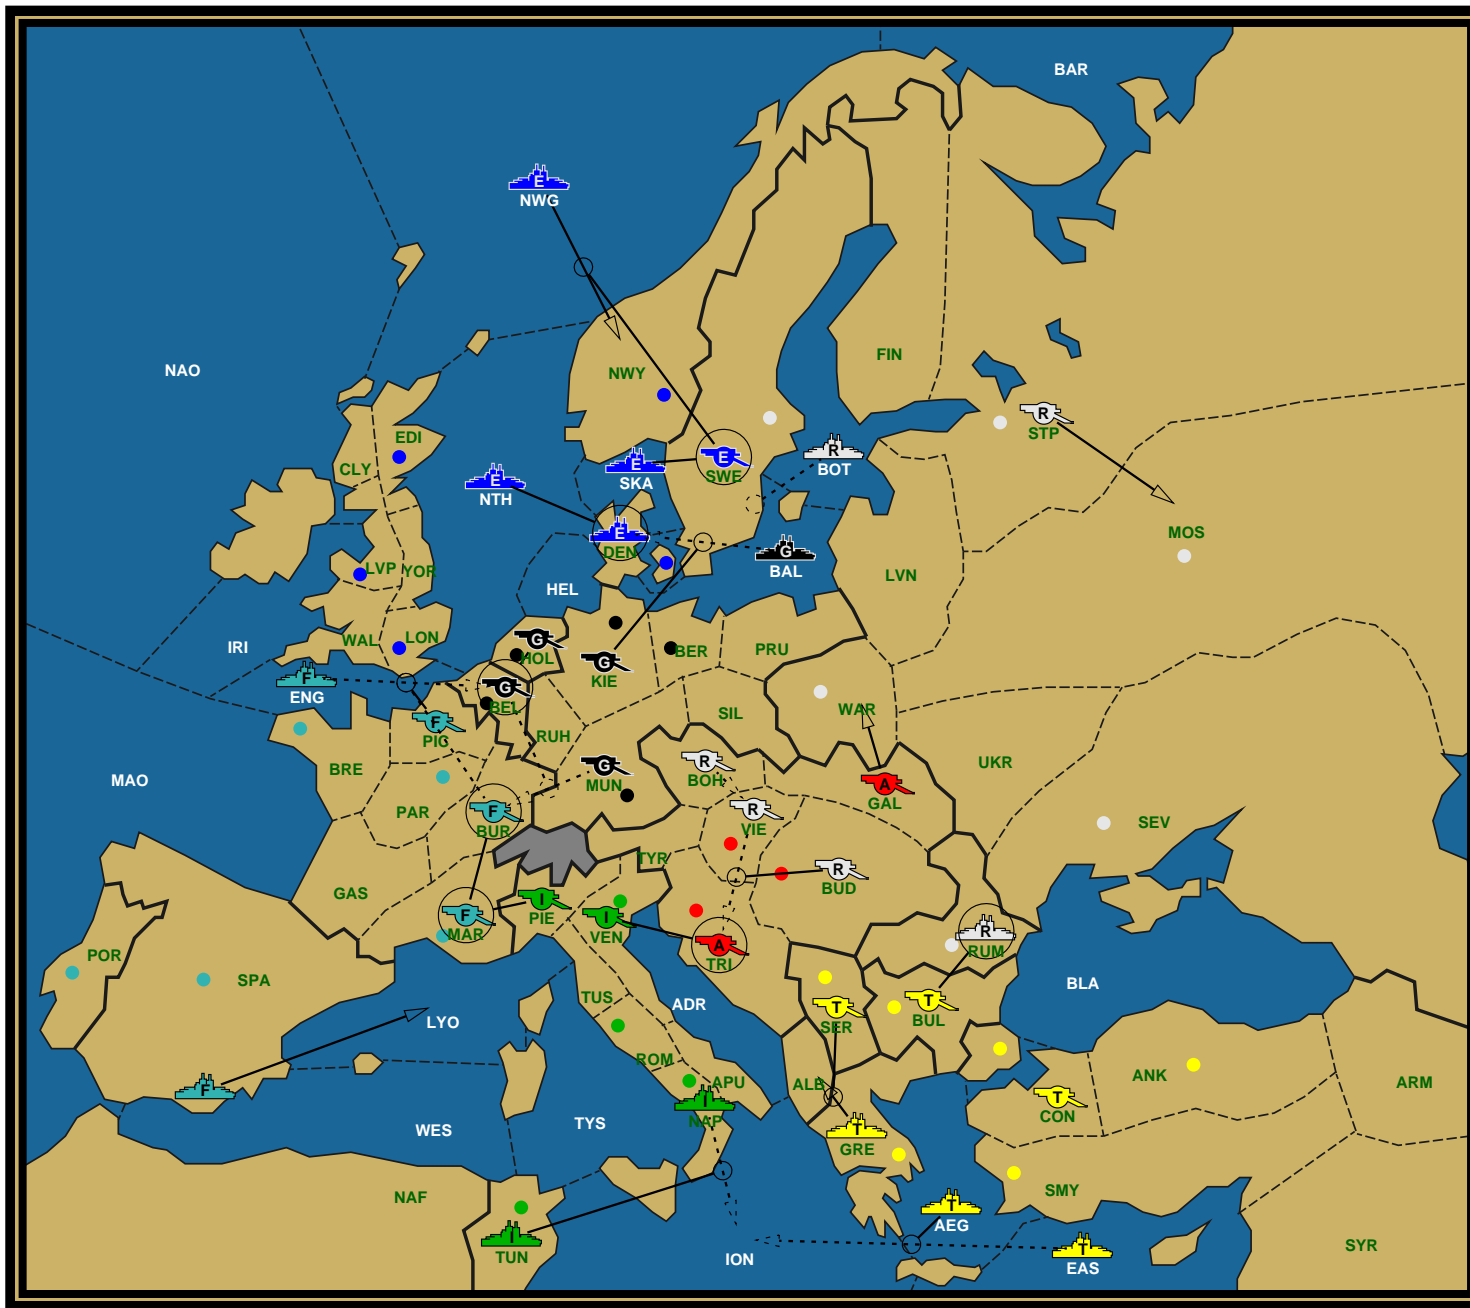 BAR
E
NWG
NAO
FIN
NWY
R
STP
EDI
E
SWE
R
BOT
CLY
E
SKA
E
NTH
MOS
E
DEN
G
BAL
LVP
YOR
LVN
HEL
IRI
WAL
LON
G
HOL
G
KIE
BER
PRU
F
ENG
G
BEL
WAR
F
PIC
SIL
RUH
UKR
BRE
G
MUN
R
BOH
A
GAL
MAO
PAR
F
BUR
R
VIE
SEV
TYR
R
BUD
GAS
F
MAR
I
PIE
I
VEN
A
TRI
R
RUM
POR
SPA
TUS
ADR
T
SER
T
BUL
BLA
LYO
ROM
APU
ALB
ANK
ARM
F
I
NAP
T
CON
WES
TYS
T
GRE
NAF
SMY
T
AEG
I
TUN
ION
T
EAS
SYR